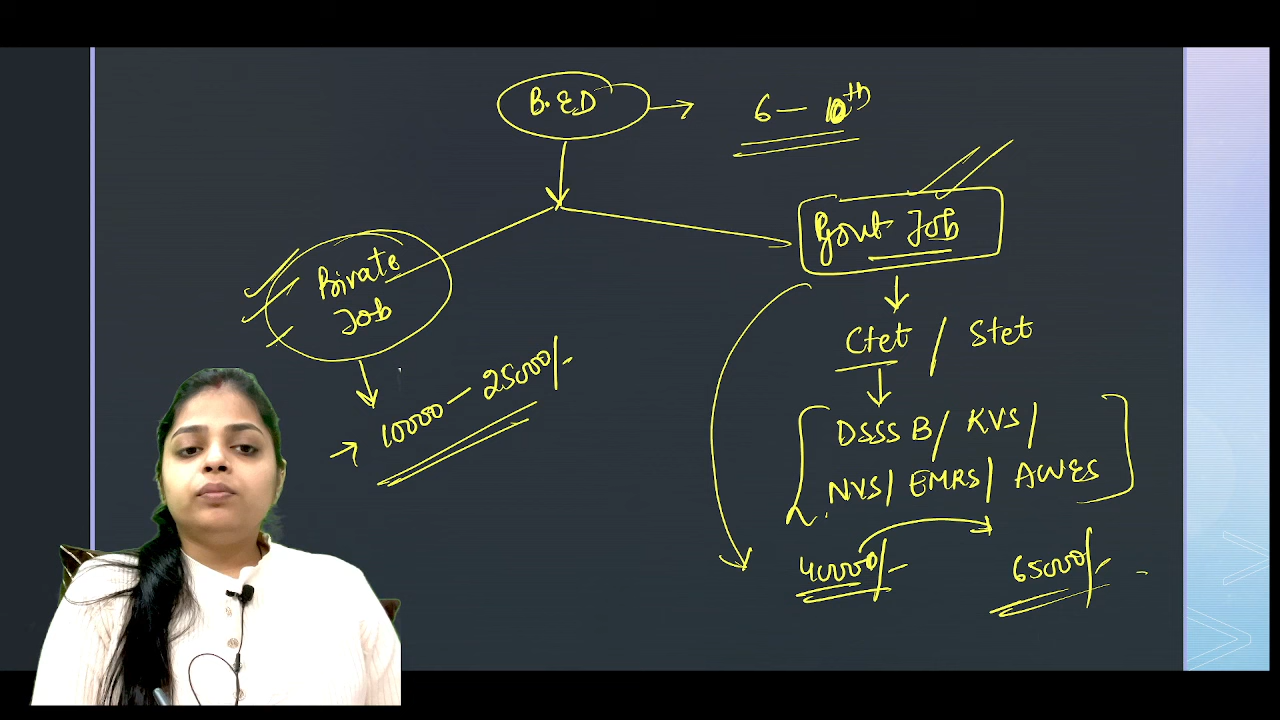 B.ED
6 - 10th
Private
Job
10000 - 25000/-
Govt Job
Ctet / Stet
DSSSB / KVS /
NVS / EMRS / AWES
40000/-
65000/-